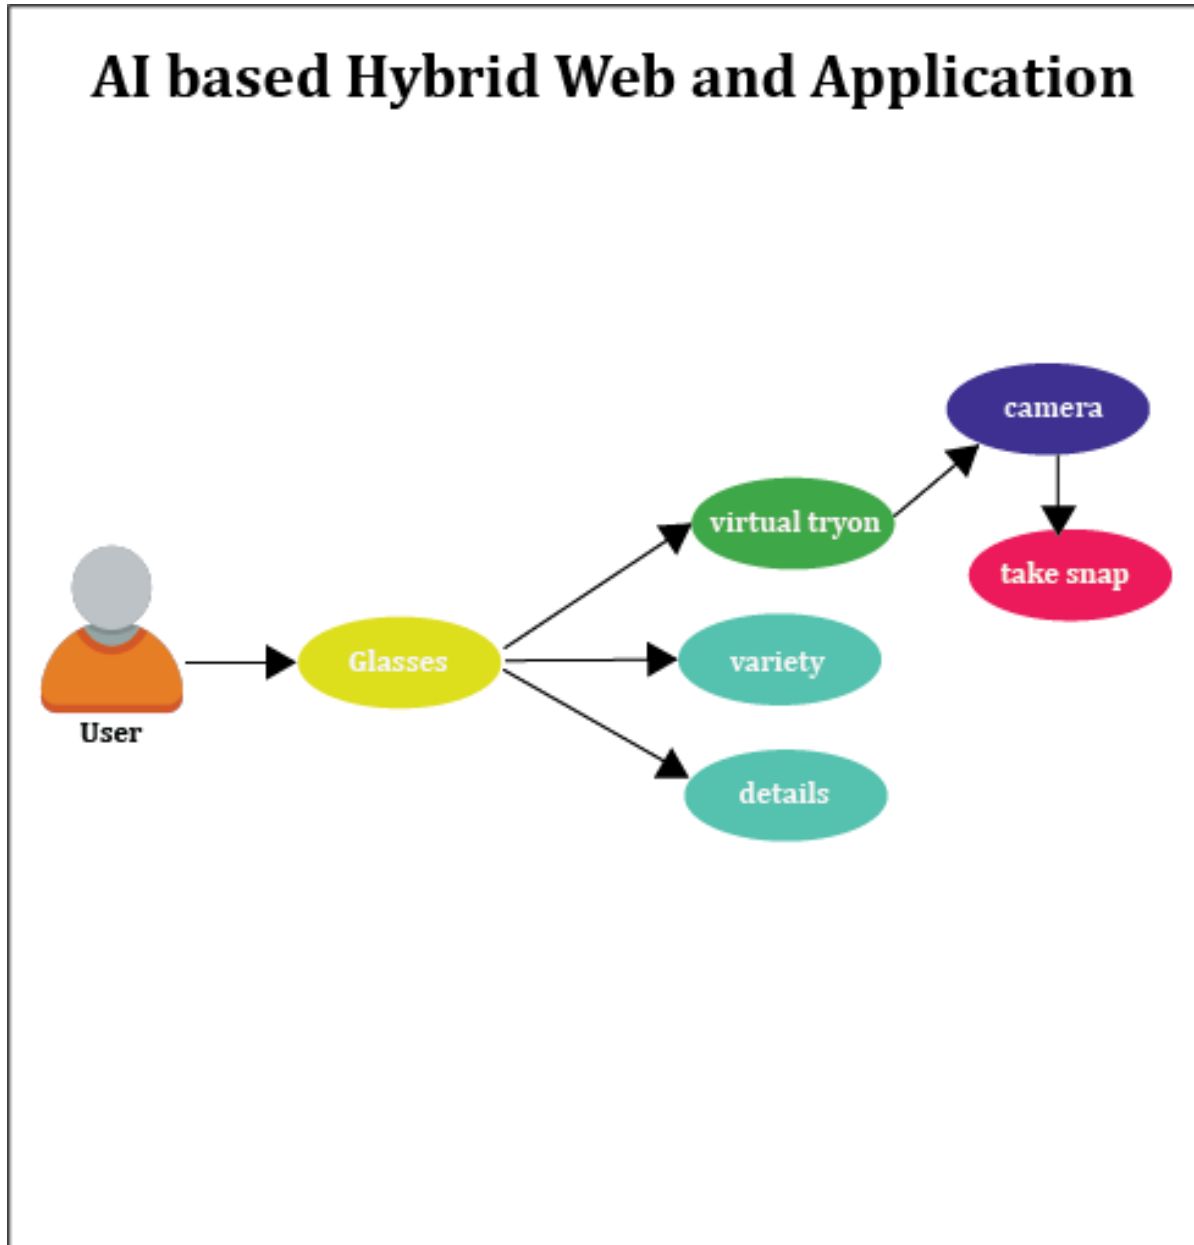 AI based Hybrid Web and Application
camera
virtual tryon
take snap
Glasses
variety
User
details